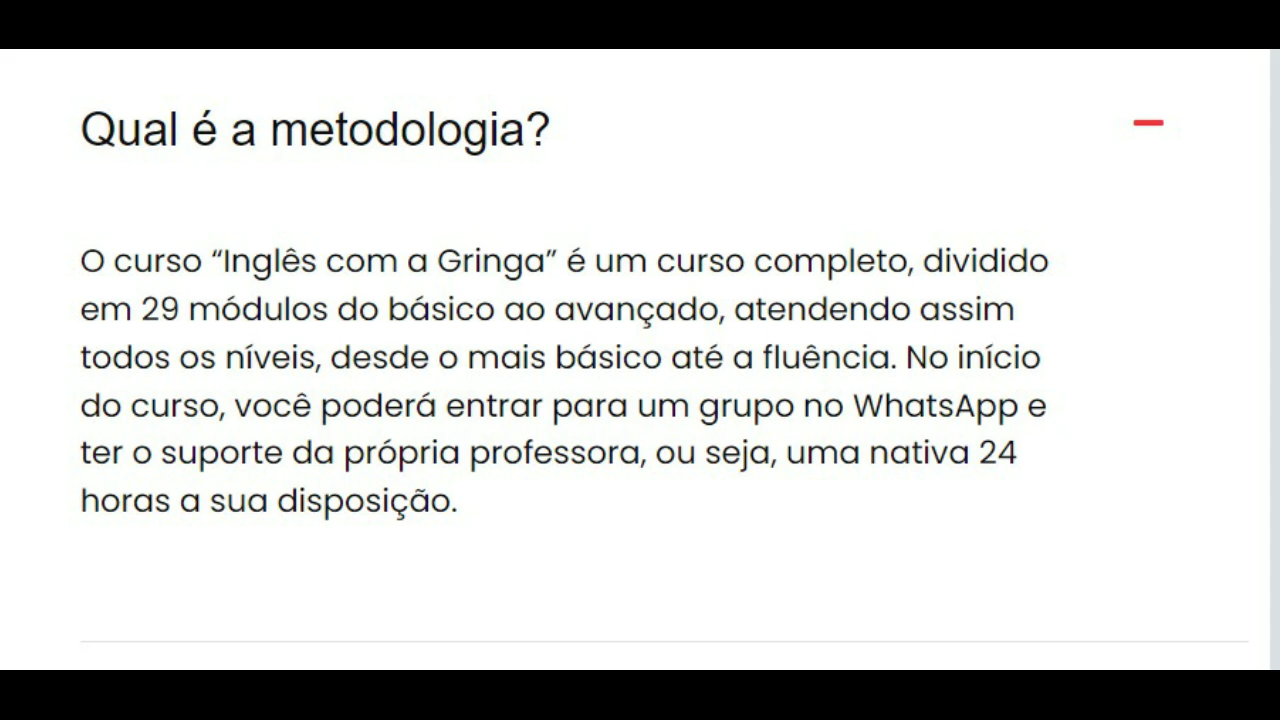 Qual é a metodologia?
O curso “Inglês com a Gringa” é um curso completo, dividido
em 29 módulos do básico ao avançado, atendendo assim
todos os níveis, desde o mais básico até a fluência. No início
do curso, você poderá entrar para um grupo no WhatsApp e
ter o suporte da própria professora, ou seja, uma nativa 24
horas a sua disposição.